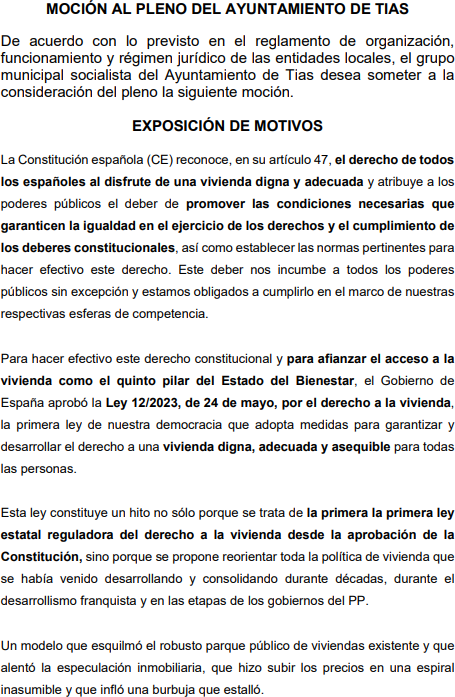 MOCIÓN AL PLENO DEL AYUNTAMIENTO DE TIAS
De acuerdo con lo previsto en el reglamento de organización,
funcionamiento y régimen jurídico de las entidades locales, el grupo
municipal socialista del Ayuntamiento de Tias desea someter a la
consideración del pleno la siguiente moción.
EXPOSICIÓN DE MOTIVOS
La Constitución española (CE) reconoce, en su artículo 47, el derecho de todos
los españoles al disfrute de una vivienda digna y adecuada y atribuye a los
poderes públicos el deber de promover las condiciones necesarias que
garanticen la igualdad en el ejercicio de los derechos y el cumplimiento de
los deberes constitucionales, así como establecer las normas pertinentes para
hacer efectivo este derecho. Este deber nos incumbe a todos los poderes
públicos sin excepción y estamos obligados a cumplirlo en el marco de nuestras
respectivas esferas de competencia.
Para hacer efectivo este derecho constitucional y para afianzar el acceso a la
vivienda como el quinto pilar del Estado del Bienestar, el Gobierno de
España aprobó la Ley 12/2023, de 24 de mayo, por el derecho a la vivienda,
la primera ley de nuestra democracia que adopta medidas para garantizar y
desarrollar el derecho a una vivienda digna, adecuada y asequible para todas
las personas.
Esta ley constituye un hito no sólo porque se trata de la primera la primera ley
estatal reguladora del derecho a la vivienda desde la aprobación de la
Constitución, sino porque se propone reorientar toda la política de vivienda que
se había venido desarrollando y consolidando durante décadas, durante el
desarrollismo franquista y en las etapas de los gobiernos del PP.
Un modelo que esquilmó el robusto parque público de viviendas existente y que
alentó la especulación inmobiliaria, que hizo subir los precios en una espiral
inasumible y que infló una burbuja que estalló.